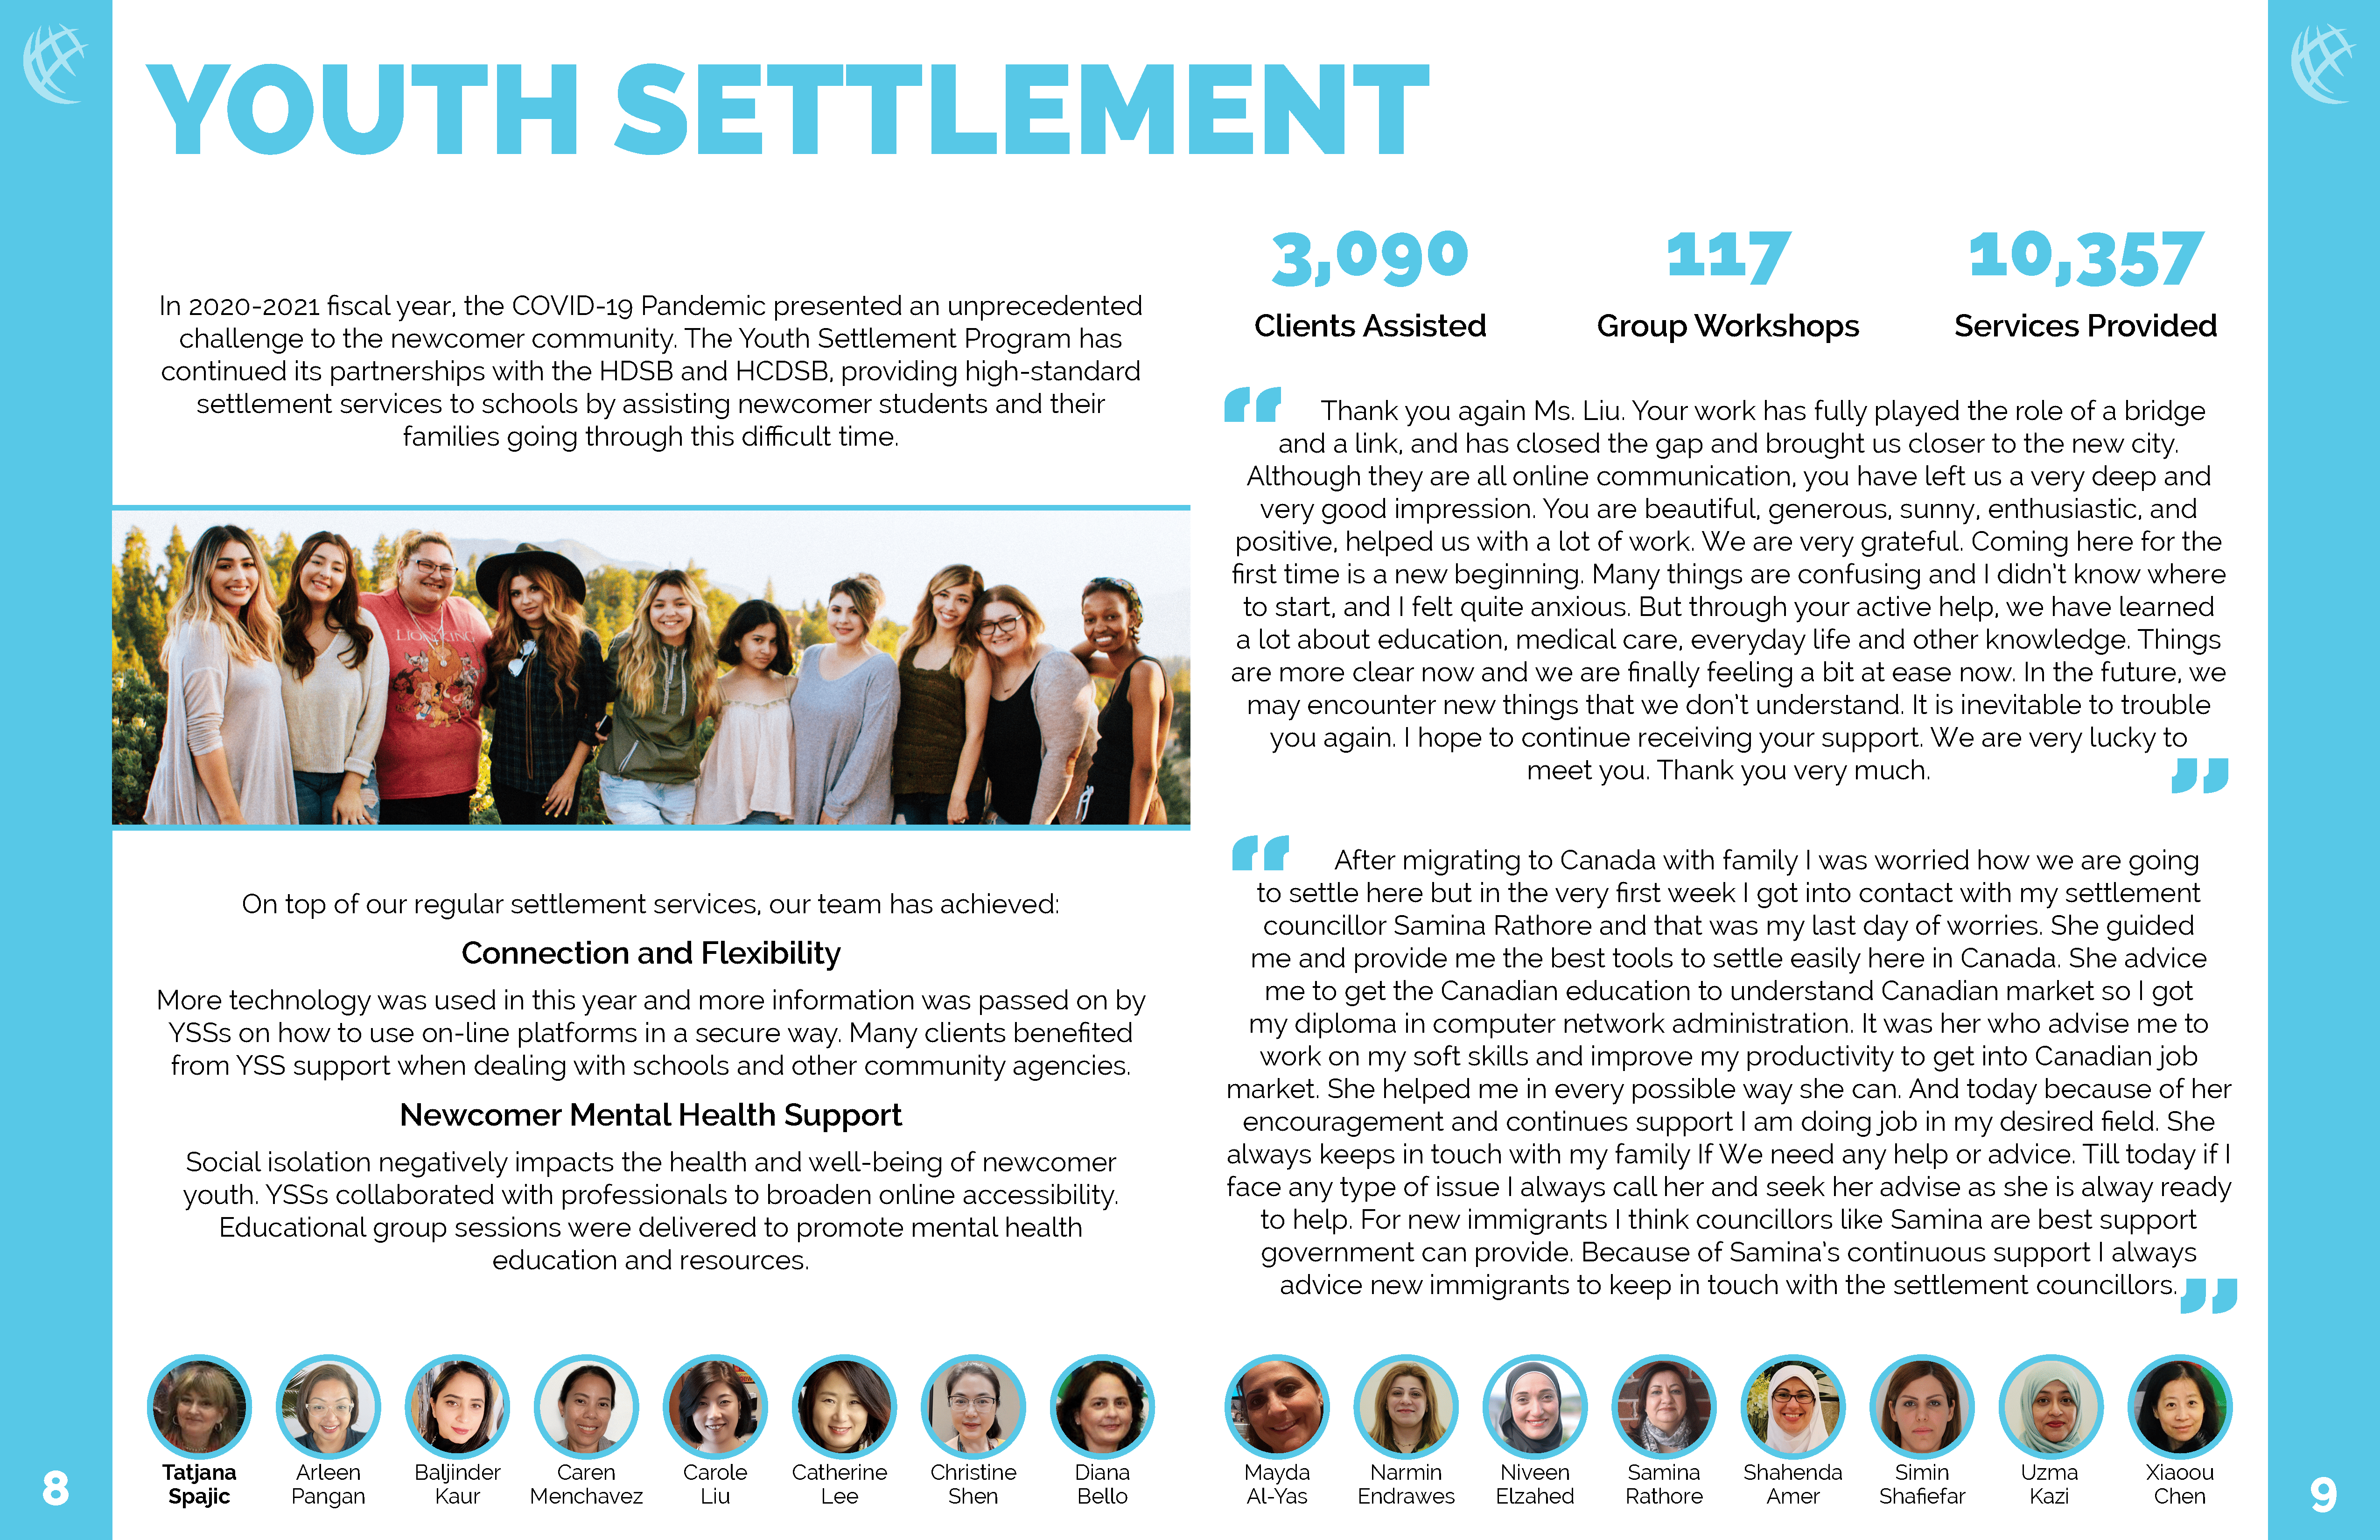 YOUTH SETTLEMENT
In 2020-2021 fiscal year, the COVID-19 Pandemic presented an unprecedented
challenge to the newcomer community. The Youth Settlement Program has
continued its partnerships with the HDSB and HCDSB, providing high-standard
settlement services to schools by assisting newcomer students and their
families going through this difficult time.
LION KING
On top of our regular settlement services, our team has achieved:
Connection and Flexibility
More technology was used in this year and more information was passed on by
YSSs on how to use on-line platforms in a secure way. Many clients benefited
from YSS support when dealing with schools and other community agencies.
Newcomer Mental Health Support
Social isolation negatively impacts the health and well-being of newcomer
youth. YSSs collaborated with professionals to broaden online accessibility.
Educational group sessions were delivered to promote mental health
education and resources.
Tatjana Spajic
Arleen Pangan
Baljinder Kaur
Caren Menchavez
Carole Liu
Catherine Lee
Christine Shen
Diana Bello
8
3,090
Clients Assisted
117
Group Workshops
10,357
Services Provided
“ Thank you again Ms. Liu. Your work has fully played the role of a bridge
and a link, and has closed the gap and brought us closer to the new city.
Although they are all online communication, you have left us a very deep and
very good impression. You are beautiful, generous, sunny, enthusiastic, and
positive, helped us with a lot of work. We are very grateful. Coming here for the
first time is a new beginning. Many things are confusing and I didn't know where
to start, and I felt quite anxious. But through your active help, we have learned
a lot about education, medical care, everyday life and other knowledge. Things
are more clear now and we are finally feeling a bit at ease now. In the future, we
may encounter new things that we don't understand. It is inevitable to trouble
you again. I hope to continue receiving your support. We are very lucky to
meet you. Thank you very much. ”
“ After migrating to Canada with family I was worried how we are going
to settle here but in the very first week I got into contact with my settlement
councillor Samina Rathore and that was my last day of worries. She guided
me and provide me the best tools to settle easily here in Canada. She advice
me to get the Canadian education to understand Canadian market so I got
my diploma in computer network administration. It was her who advise me to
work on my soft skills and improve my productivity to get into Canadian job
market. She helped me in every possible way she can. And today because of her
encouragement and continues support I am doing job in my desired field. She
always keeps in touch with my family If We need any help or advice. Till today if I
face any type of issue I always call her and seek her advise as she is alway ready
to help. For new immigrants I think councillors like Samina are best support
government can provide. Because of Samina's continuous support I always
advice new immigrants to keep in touch with the settlement councillors. ”
Mayda Al-Yas
Narmin Endrawes
Niveen Elzahed
Samina Rathore
Shahenda Amer
Simin Shafiefar
Uzma Kazi
Xiaoou Chen
9